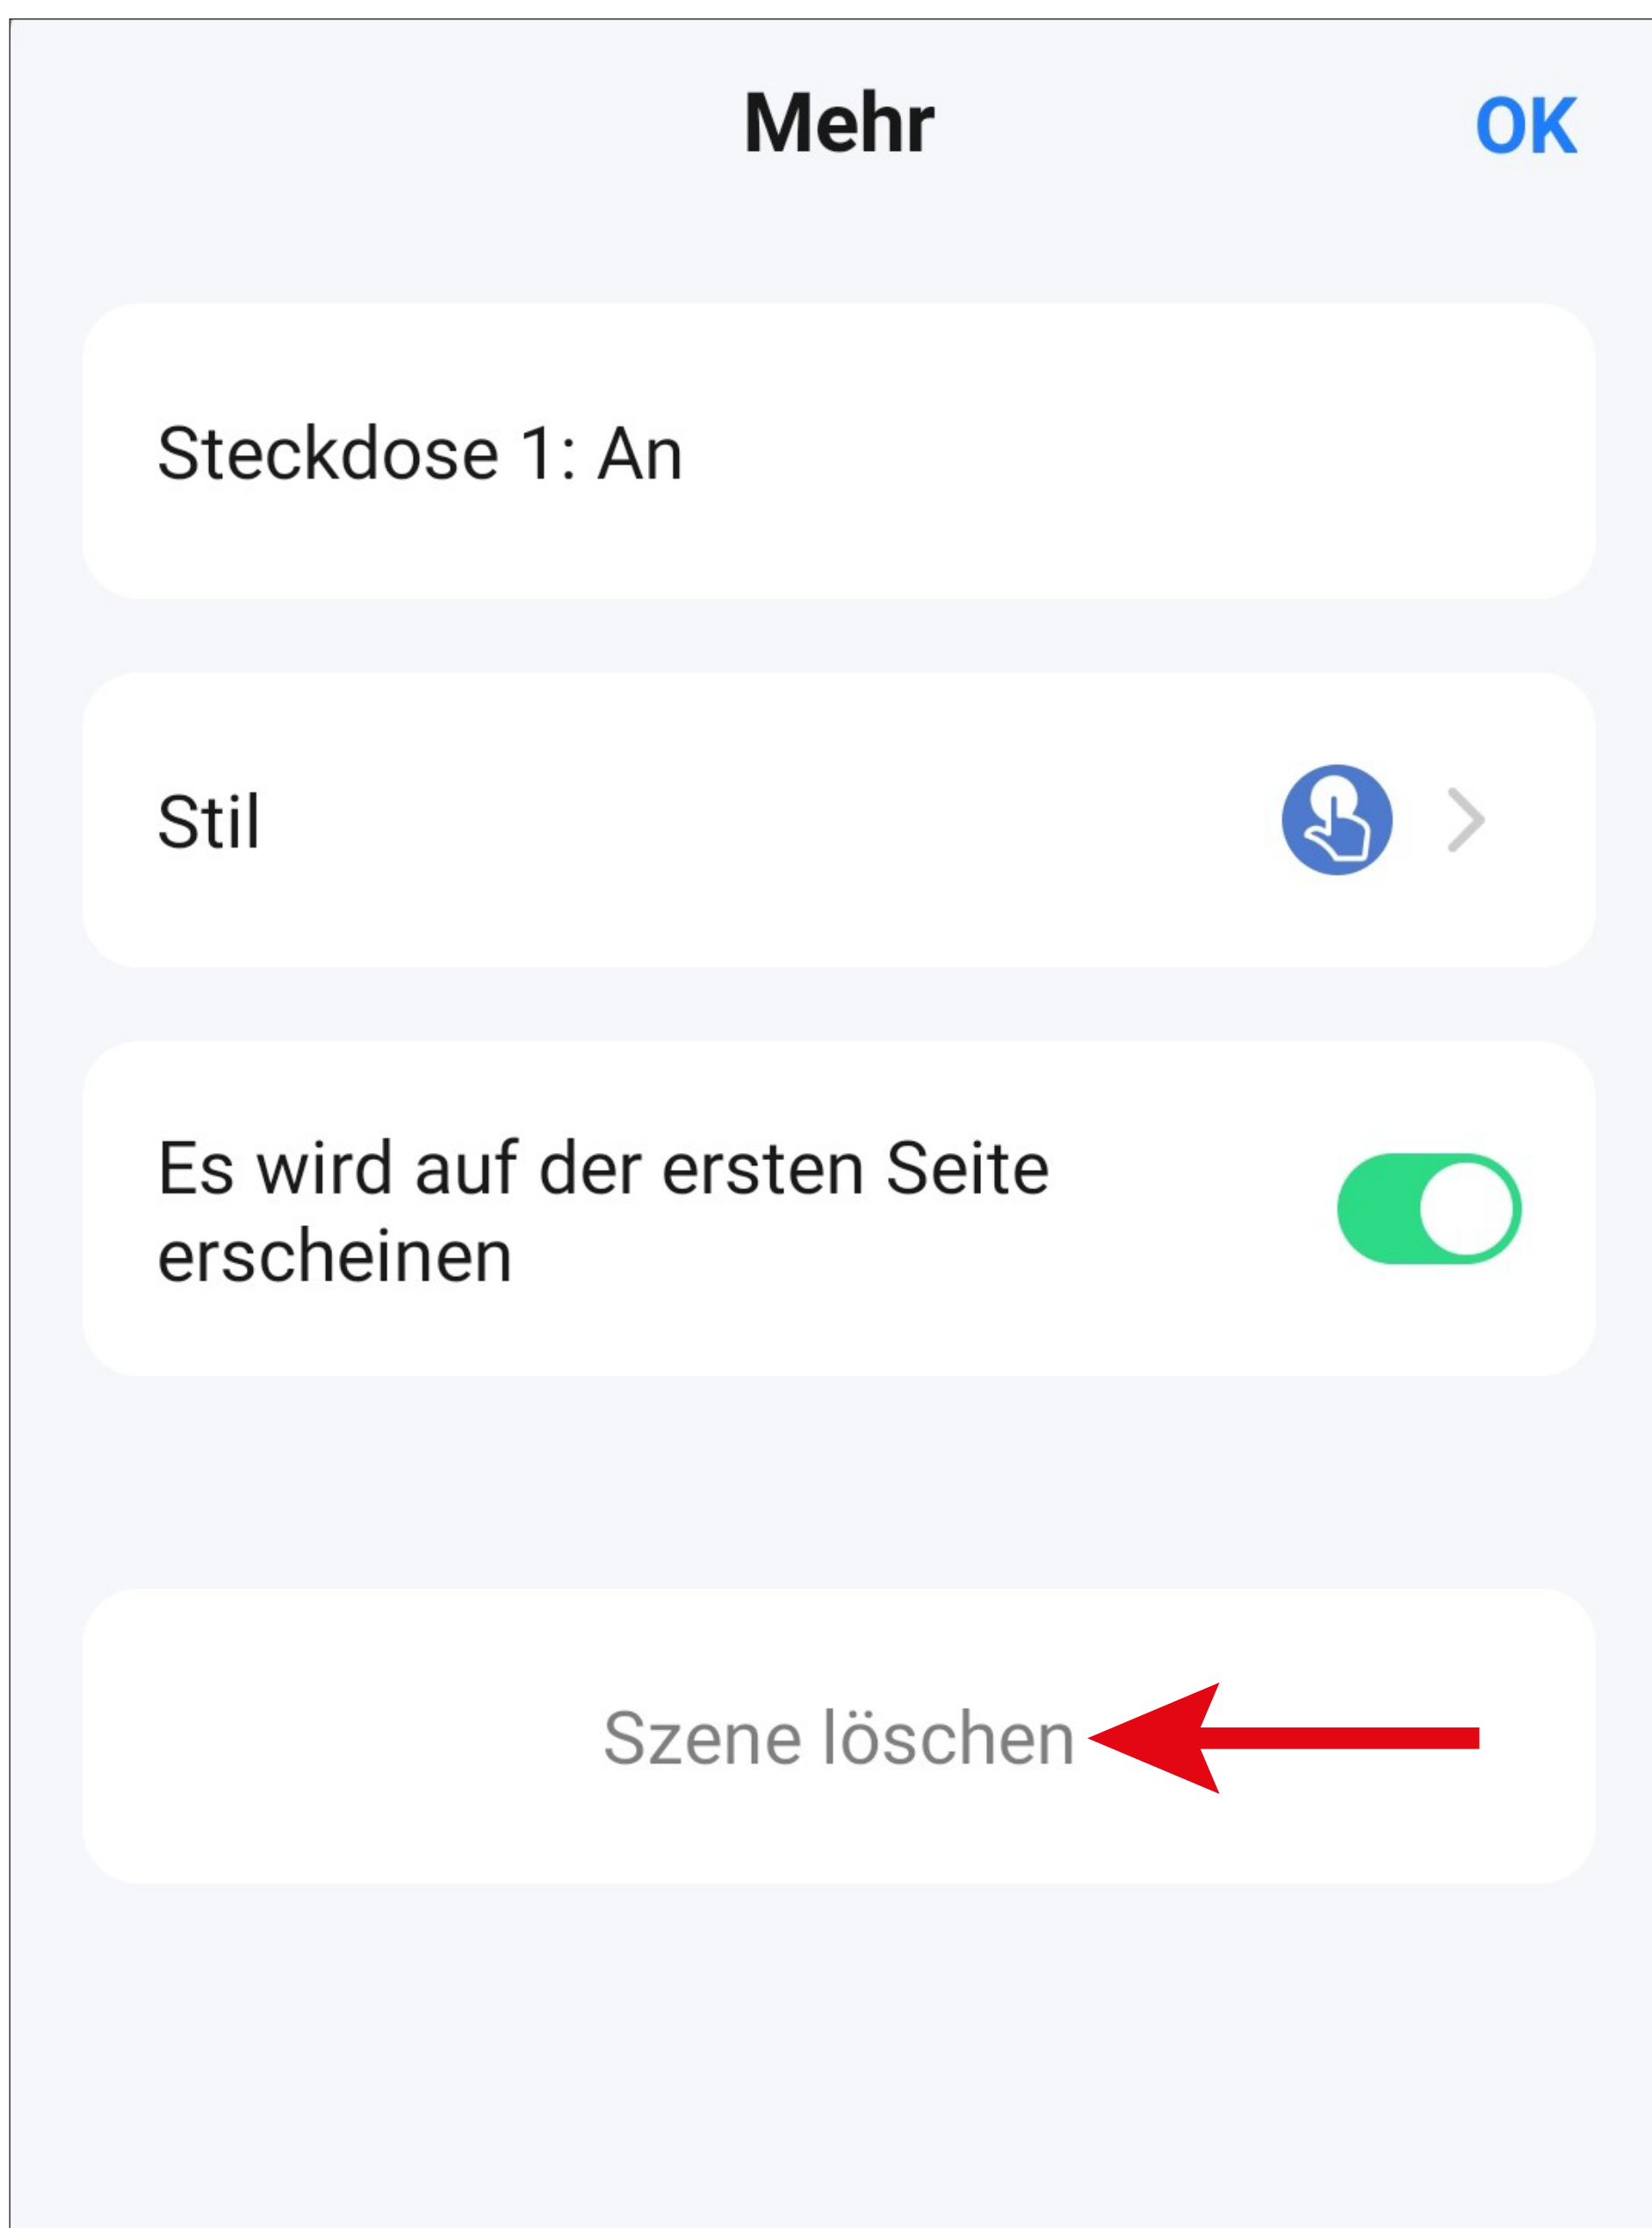 Mehr
OK
Steckdose 1: An
Stil
Es wird auf der ersten Seite
erscheinen
Szene löschen